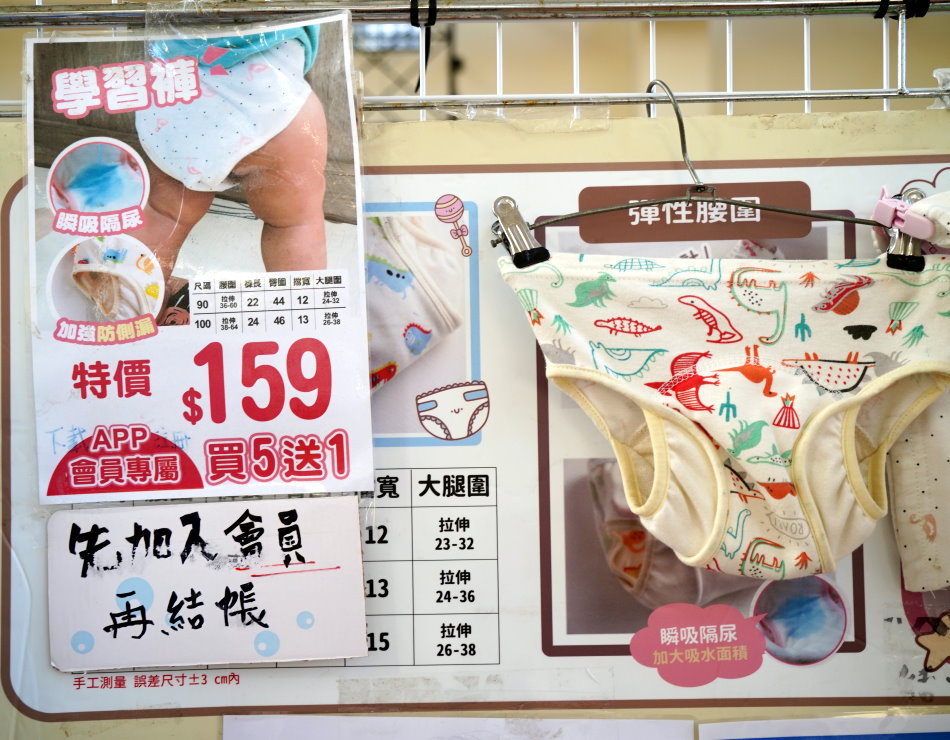 學習褲
瞬吸隔尿
加強防側漏
尺碼 腰圍 褲長 臀圍 襠寬 大腿圍
90 拉伸 36-60 22 44 12 拉伸 24-32
100 拉伸 38-64 24 46 13 拉伸 26-38
特價 $159
APP
會員專屬
買5送1
先加入會員
再結帳
寬 大腿圍
12 拉伸 23-32
13 拉伸 24-36
15 拉伸 26-38
手工測量 誤差尺寸±3 cm內
彈性腰圍
瞬吸隔尿
加大吸水面積